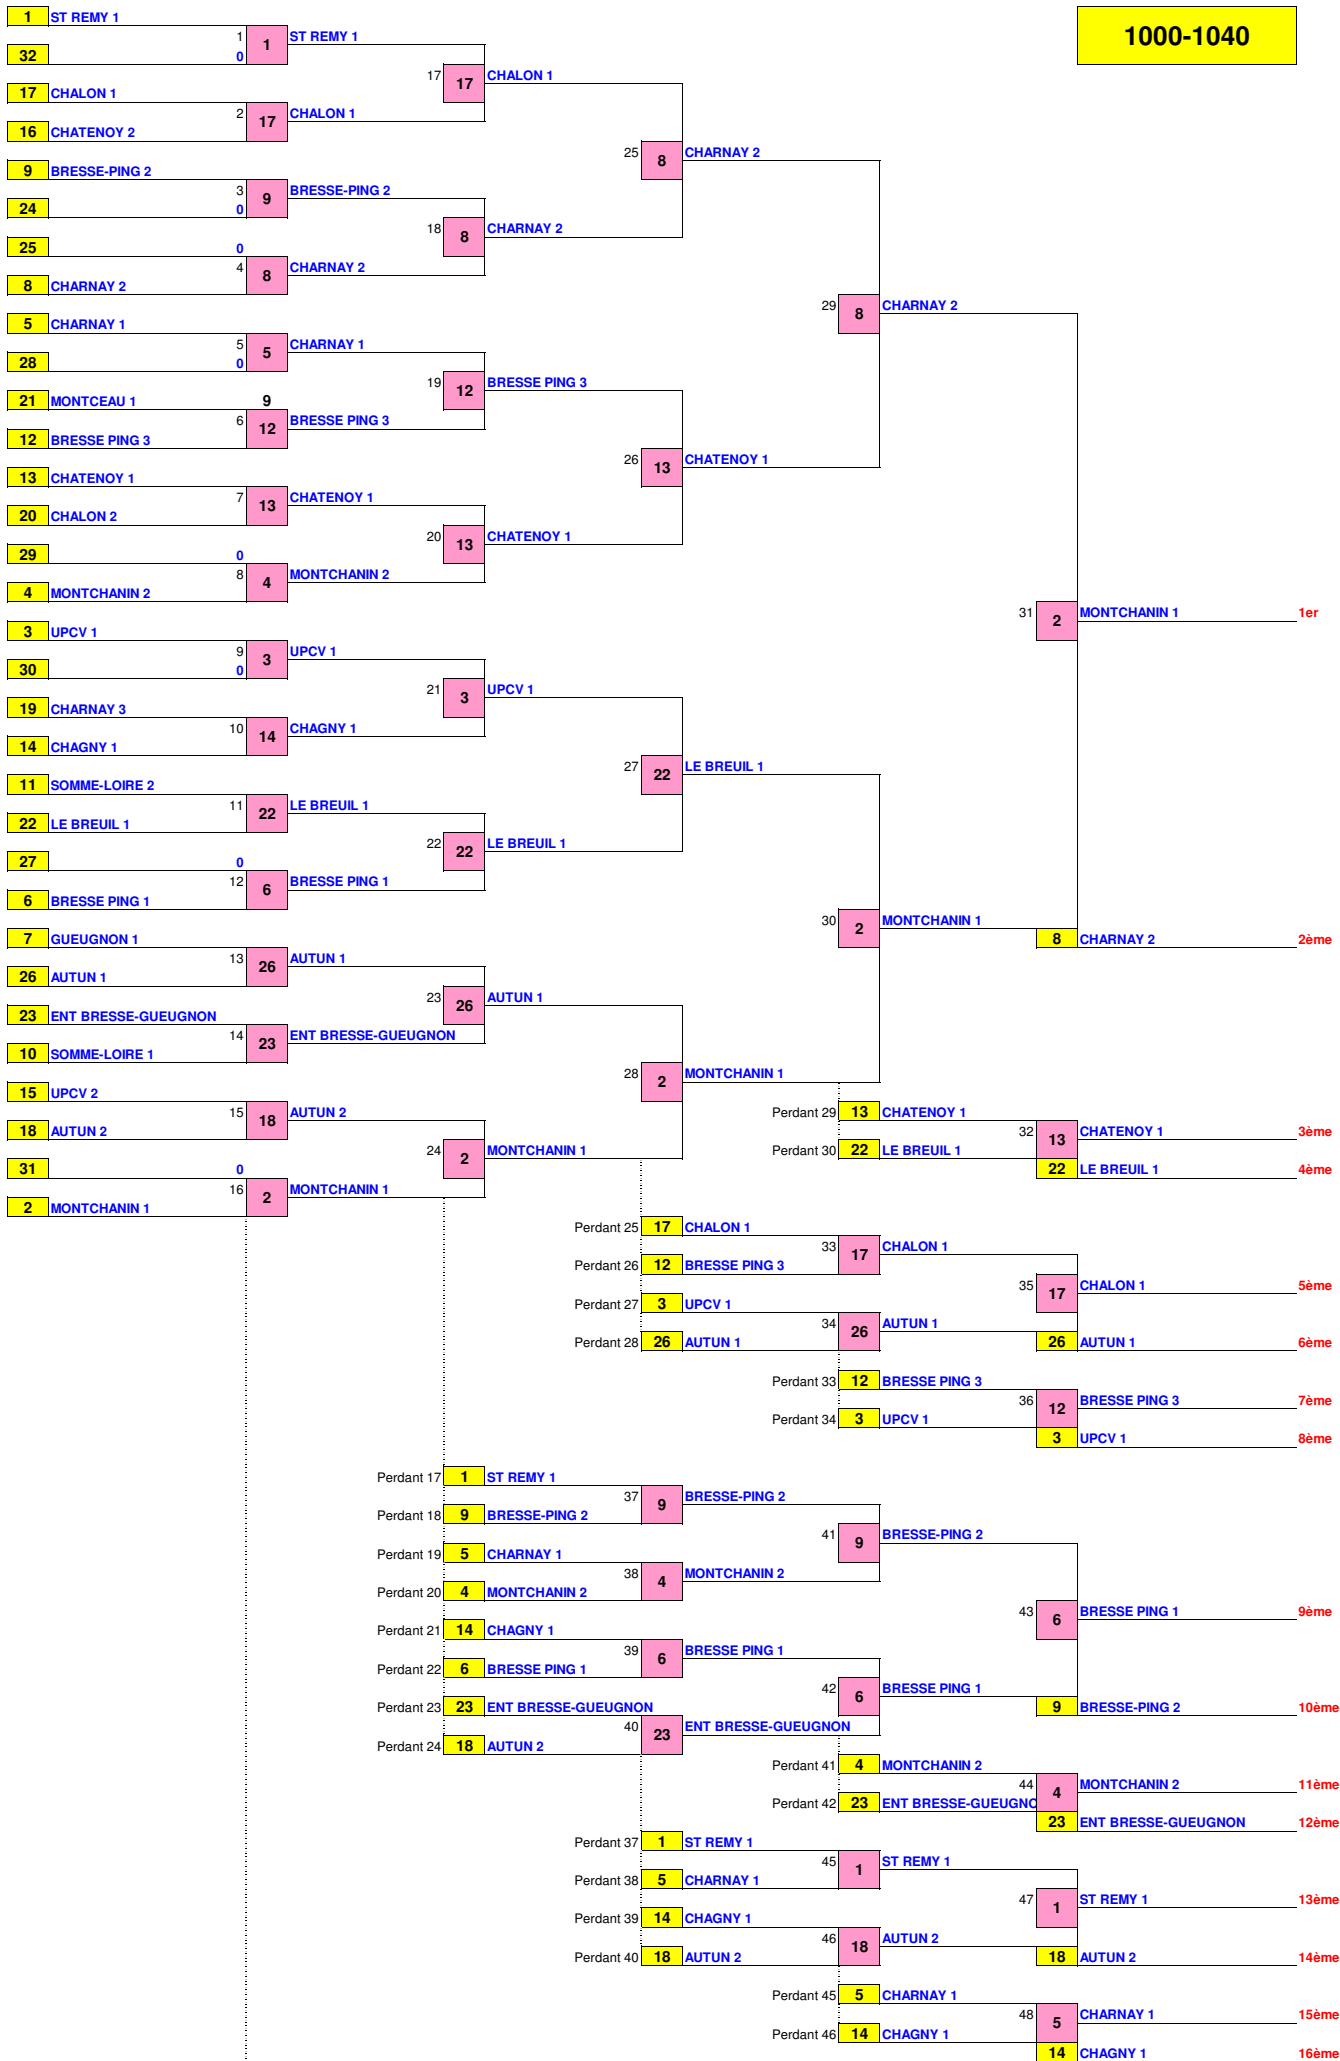 1 ST REMY 1
1000-1040
1 1 ST REMY 1
32 0
17 17 CHALON 1
17 CHALON 1
2 17 CHALON 1
16 CHATENOY 2
25 8 CHARNAY 2
9 BRESSE-PING 2
3 9 BRESSE-PING 2
24 0
18 8 CHARNAY 2
25 0
4 8 CHARNAY 2
8 CHARNAY 2
29 8 CHARNAY 2
5 CHARNAY 1
5 5 CHARNAY 1
28 0
19 12 BRESSE PING 3
21 MONTCEAU 1 9
6 12 BRESSE PING 3
12 BRESSE PING 3
26 13 CHATENOY 1
13 CHATENOY 1
7 13 CHATENOY 1
20 CHALON 2
20 13 CHATENOY 1
29 0
8 4 MONTCHANIN 2
4 MONTCHANIN 2
31 2 MONTCHANIN 1 1er
3 UPCV 1
9 3 UPCV 1
30 0
21 3 UPCV 1
19 CHARNAY 3
10 14 CHAGNY 1
14 CHAGNY 1
27 22 LE BREUIL 1
11 SOMME-LOIRE 2
11 22 LE BREUIL 1
22 LE BREUIL 1
22 22 LE BREUIL 1
27 0
12 6 BRESSE PING 1
6 BRESSE PING 1
30 2 MONTCHANIN 1
7 GUEUGNON 1
8 CHARNAY 2 2ème
13 26 AUTUN 1
26 AUTUN 1
23 26 AUTUN 1
23 ENT BRESSE-GUEUGNON
14 23 ENT BRESSE-GUEUGNON
10 SOMME-LOIRE 1
28 2 MONTCHANIN 1
15 UPCV 2
15 18 AUTUN 2
Perdant 29 13 CHATENOY 1
18 AUTUN 2
32 13 CHATENOY 1 3ème
24 2 MONTCHANIN 1
Perdant 30 22 LE BREUIL 1
31 0
22 LE BREUIL 1 4ème
16 2 MONTCHANIN 1
2 MONTCHANIN 1
Perdant 25 17 CHALON 1
33 17 CHALON 1
Perdant 26 12 BRESSE PING 3
35 17 CHALON 1 5ème
Perdant 27 3 UPCV 1
34 26 AUTUN 1
Perdant 28 26 AUTUN 1
26 AUTUN 1 6ème
Perdant 33 12 BRESSE PING 3
36 12 BRESSE PING 3 7ème
Perdant 34 3 UPCV 1
3 UPCV 1 8ème
Perdant 17 1 ST REMY 1
37 9 BRESSE-PING 2
Perdant 18 9 BRESSE-PING 2
41 9 BRESSE-PING 2
Perdant 19 5 CHARNAY 1
38 4 MONTCHANIN 2
Perdant 20 4 MONTCHANIN 2
43 6 BRESSE PING 1 9ème
Perdant 21 14 CHAGNY 1
39 6 BRESSE PING 1
Perdant 22 6 BRESSE PING 1
42 6 BRESSE PING 1
Perdant 23 23 ENT BRESSE-GUEUGNON
9 BRESSE-PING 2 10ème
40 23 ENT BRESSE-GUEUGNON
Perdant 24 18 AUTUN 2
Perdant 41 4 MONTCHANIN 2
44 4 MONTCHANIN 2 11ème
Perdant 42 23 ENT BRESSE-GUEUGNO
23 ENT BRESSE-GUEUGNON 12ème
Perdant 37 1 ST REMY 1
45 1 ST REMY 1
Perdant 38 5 CHARNAY 1
47 1 ST REMY 1 13ème
Perdant 39 14 CHAGNY 1
46 18 AUTUN 2
Perdant 40 18 AUTUN 2
18 AUTUN 2 14ème
Perdant 45 5 CHARNAY 1
48 5 CHARNAY 1 15ème
Perdant 46 14 CHAGNY 1
14 CHAGNY 1 16ème